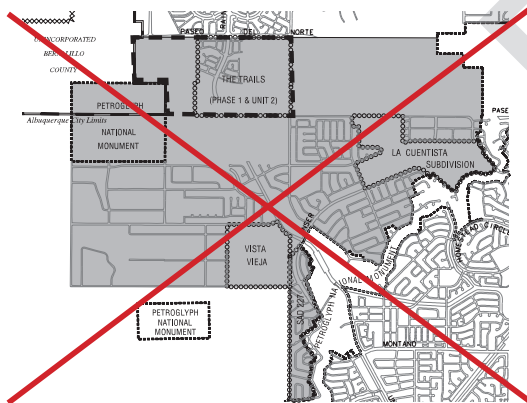 PASEO DEL NORTE
UNINCORPORATED
BERNALILLO
COUNTY
THE TRAILS
(PHASE 1 & UNIT 2)
PETROGLYPH
Albuquerque City Limits
NATIONAL
MONUMENT
PASE
LA CUENTISTA
SUBDIVISION
VISTA
VIEJA
SAD 227
PETROGLYPH NATIONAL MONUMENT
PETROGLYPH
NATIONAL
MONUMENT
MONTANO